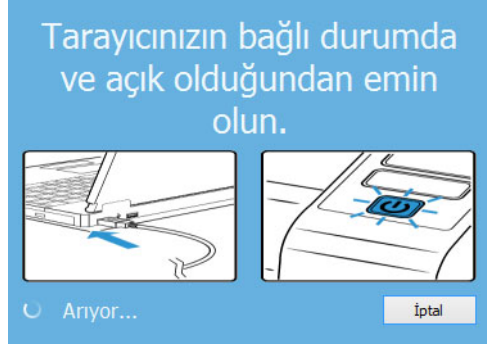 Tarayıcınızın bağlı durumda
ve açık olduğundan emin
olun.
Arıyor...
İptal